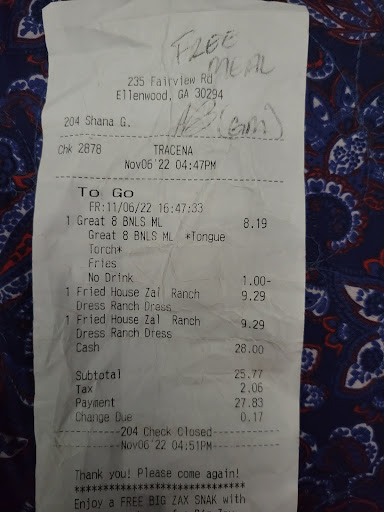 FREE
MEAL
235 Fairview Rd
Ellenwood, GA 30294
204 Shana G.
(GM)
Chk 2878 TRACENA
Nov06'22 04:47PM
To Go
FR:11/06/22 16:47:33
1 Great 8 BNLS ML 8.19
Great 8 BNLS ML *Tongue
Torch*
Fries
No Drink 1.00-
1 Fried House Zal Ranch 9.29
Dress Ranch Dress
1 Fried House Zal Ranch 9.29
Dress Ranch Dress
Cash 28.00
Subtotal 25.77
Tax 2.06
Payment 27.83
Change Due 0.17
------204 Check Closed------
------Nov06'22 04:51PM------
Thank you! Please come again!
*****************************
Enjoy a FREE BIG ZAX SNAK with